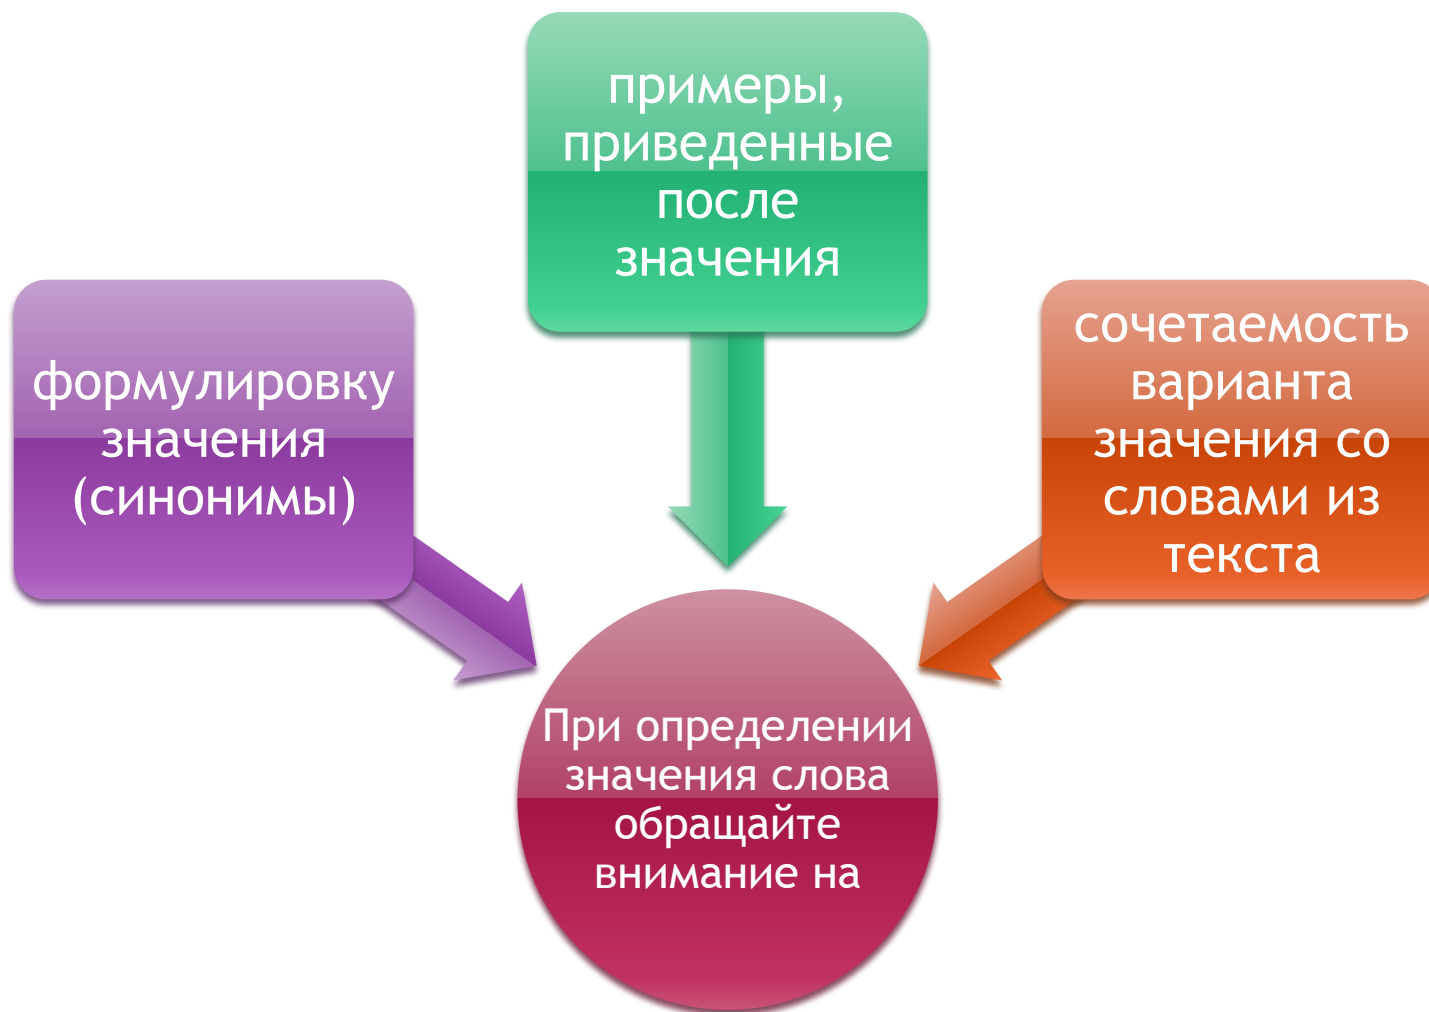 примеры,
приведенные
после
значения
формулировку
значения
(синонимы)
сочетаемость
варианта
значения со
словами из
текста
При определении
значения слова
обращайте
внимание на